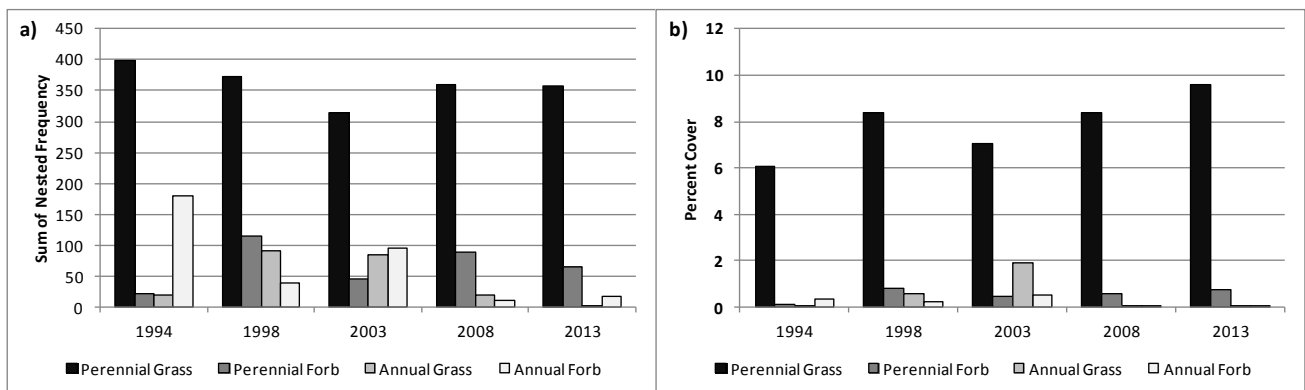 a)
Sum of Nested Frequency
450
400
350
300
250
200
150
100
50
0
1994 1998 2003 2008 2013
Perennial Grass Perennial Forb Annual Grass Annual Forb
b)
Percent Cover
12
10
8
6
4
2
0
1994 1998 2003 2008 2013
Perennial Grass Perennial Forb Annual Grass Annual Forb